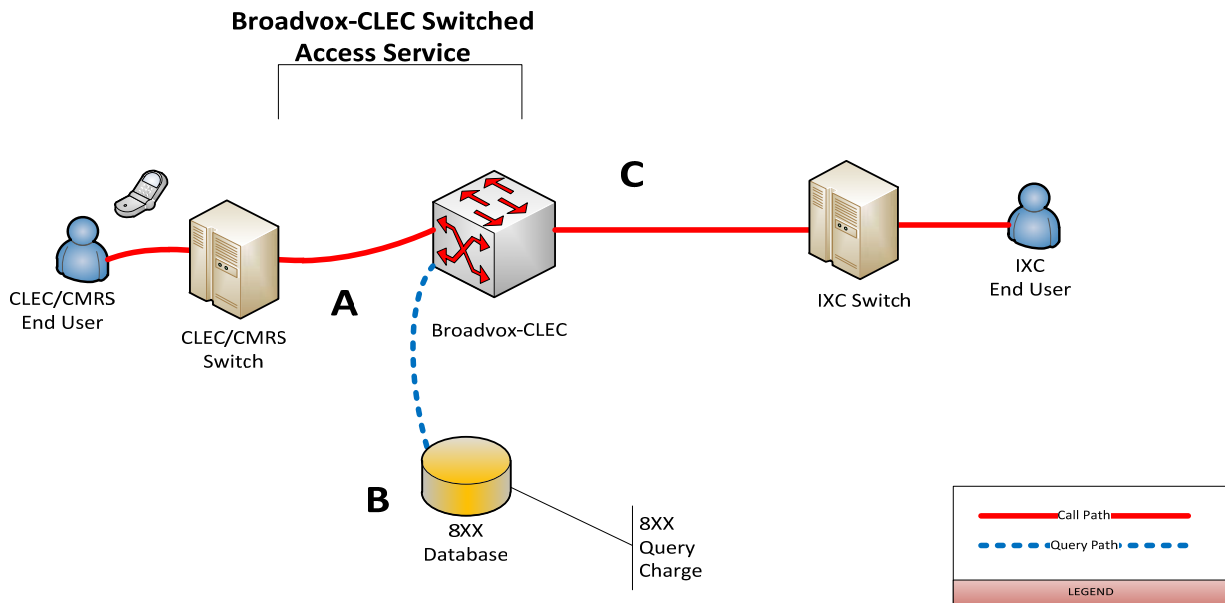 Broadvox-CLEC Switched
Access Service
C
CLEC/CMRS
End User
CLEC/CMRS
Switch
A
Broadvox-CLEC
IXC Switch
IXC
End User
B
8XX
Database
8XX
Query
Charge
Call Path
Query Path
LEGEND